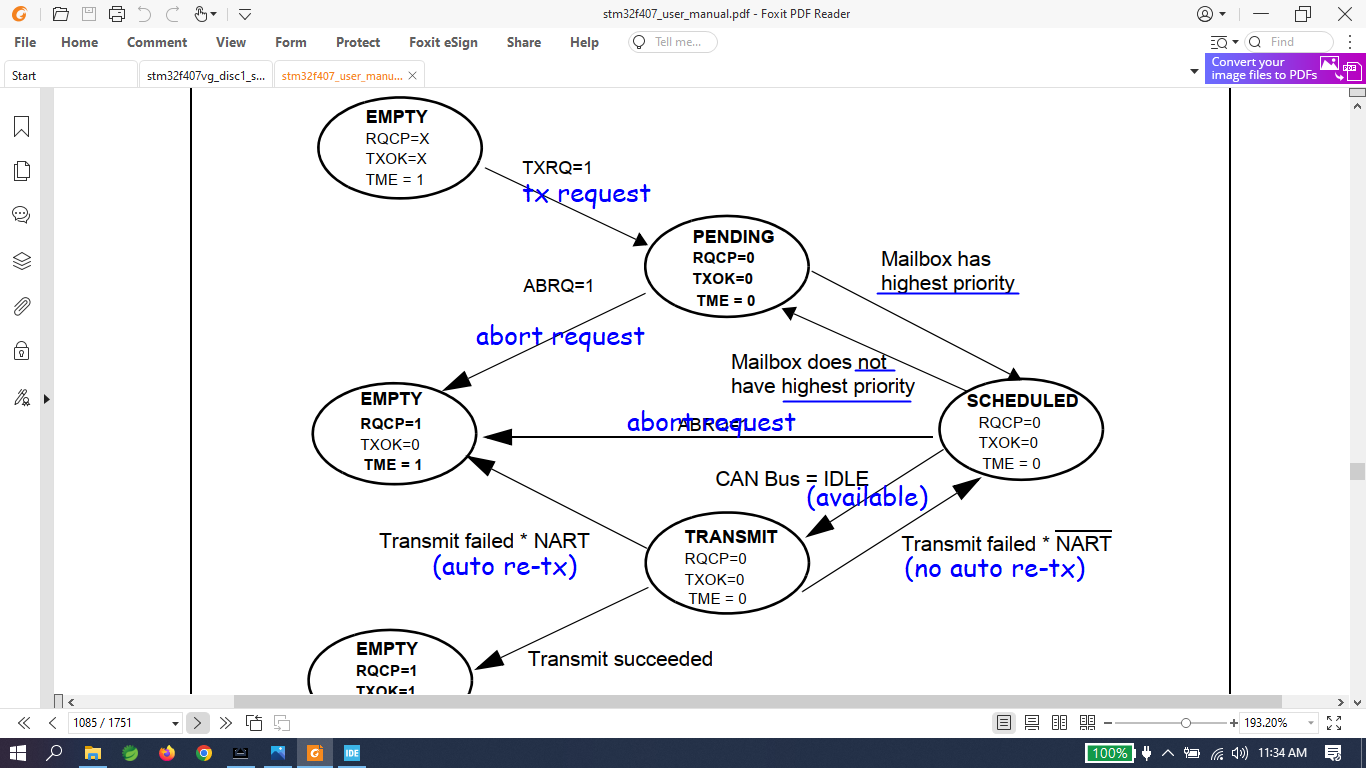 stm32f407_user_manual.pdf - Foxit PDF Reader
File Home Comment View Form Protect Foxit eSign Share Help Tell me... Find
Start stm32f407vg_disc1_s... stm32f407_user_manu...
Convert your
image files to PDFs
EMPTY
RQCP=X
TXOK=X
TME = 1
TXRQ=1
tx request
PENDING
RQCP=0
TXOK=0
TME = 0
Mailbox has
highest priority
ABRQ=1
abort request
Mailbox does not
have highest priority
EMPTY
RQCP=1
TXOK=0
TME = 1
SCHEDULED
RQCP=0
TXOK=0
TME = 0
abort request
CAN Bus = IDLE
(available)
TRANSMIT
RQCP=0
TXOK=0
TME = 0
Transmit failed * NART
(auto re-tx)
Transmit failed * NART
(no auto re-tx)
EMPTY
RQCP=1
TXOK=1
Transmit succeeded
1085 / 1751
193.20%
IDE
100%
11:34 AM